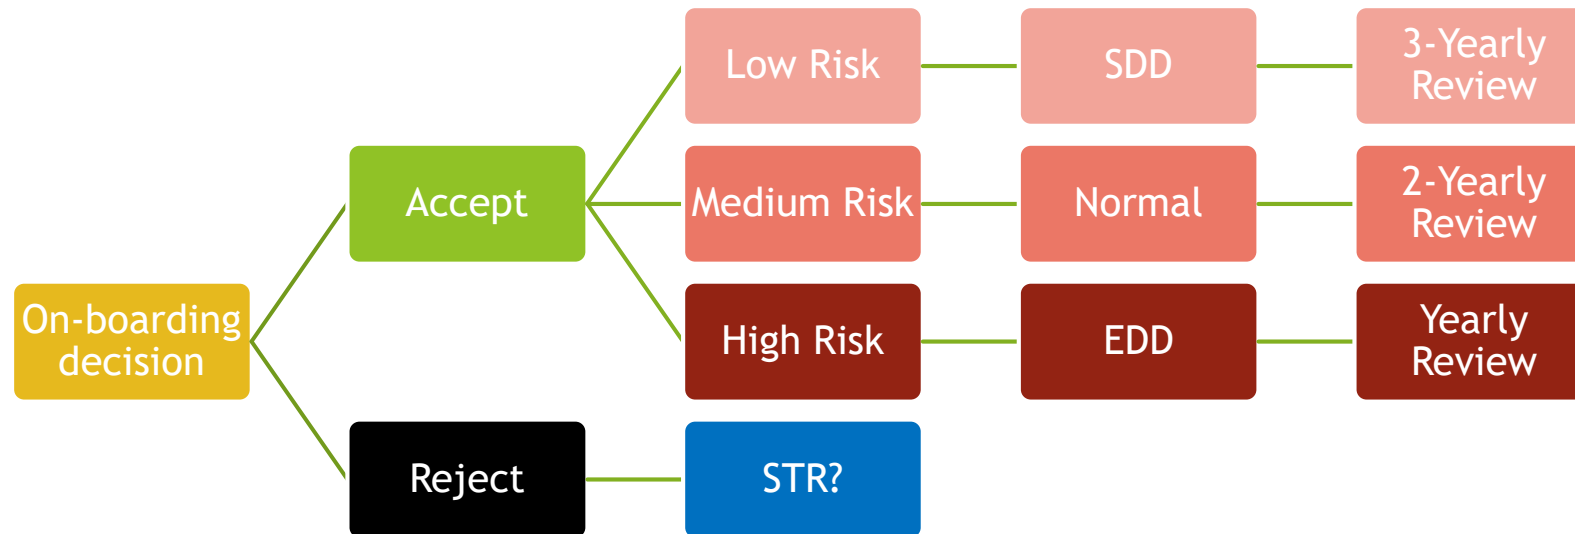 Low Risk
SDD
3-Yearly
Review
Accept
Medium Risk
Normal
2-Yearly
Review
On-boarding
decision
High Risk
EDD
Yearly
Review
Reject
STR?